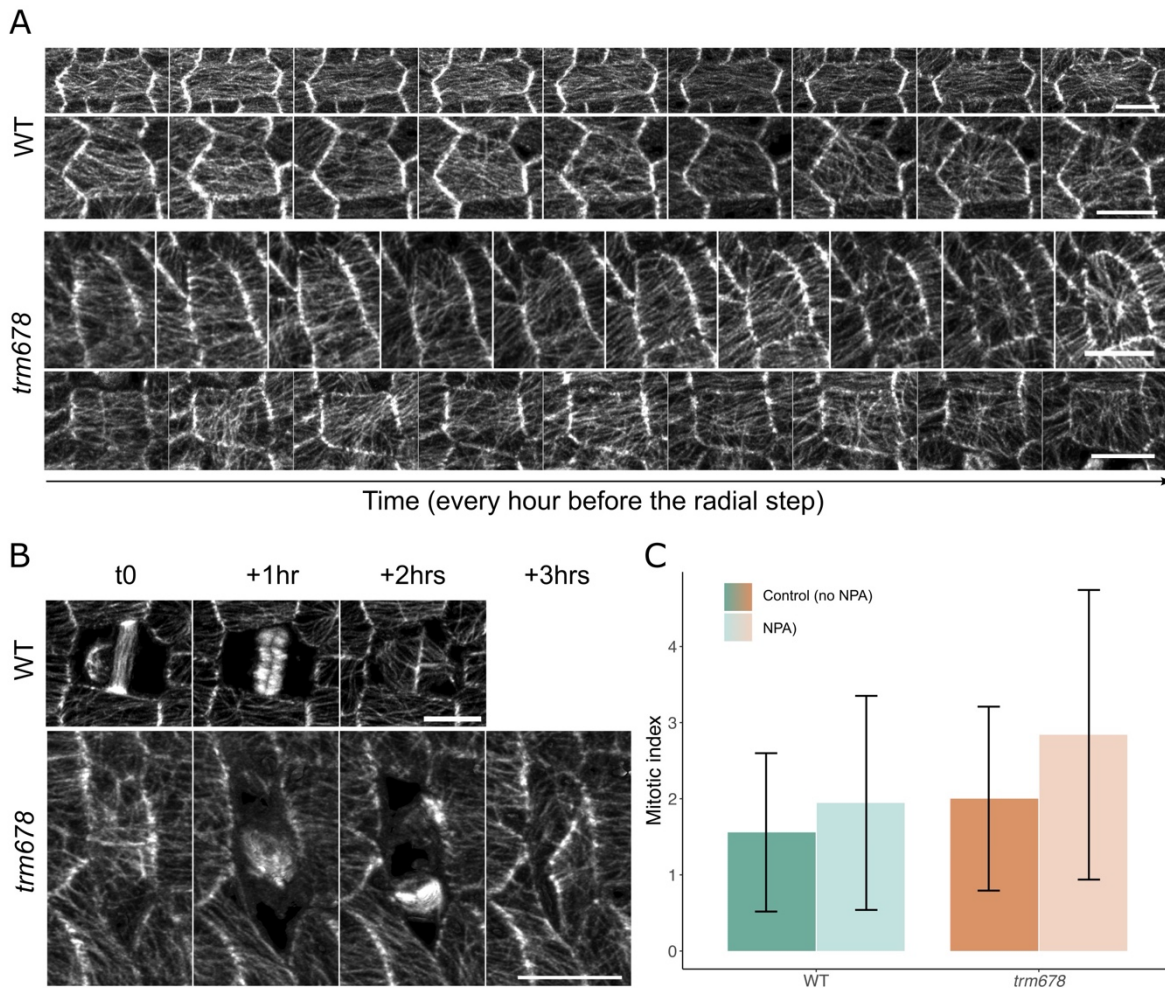 A
WT
trm678
Time (every hour before the radial step)
B
t0 +1hr +2hrs +3hrs
WT
trm678
C
Control (no NPA)
NPA)
Mitotic index
4
3
2
1
0
WT trm678